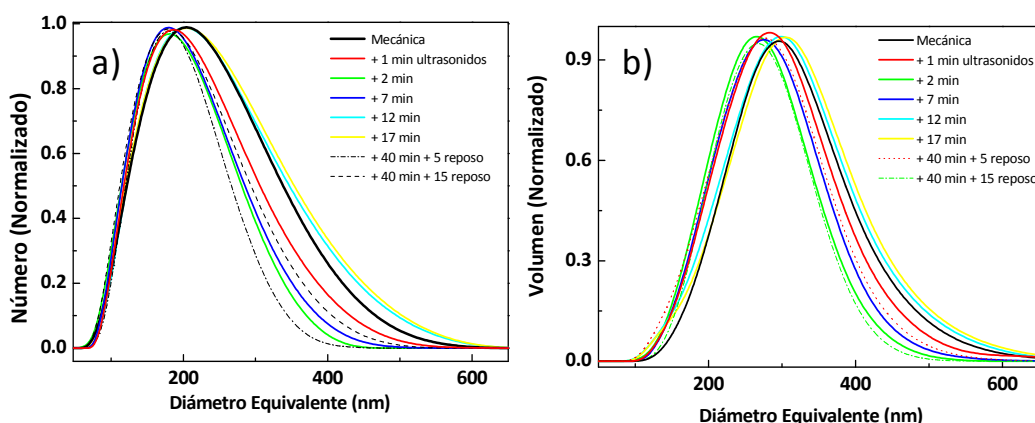 a)
Número (Normalizado)
1.0
0.8
0.6
0.4
0.2
0.0
200
400
600
Diámetro Equivalente (nm)
Mecánica
+ 1 min ultrasonidos
+ 2 min
+ 7 min
+ 12 min
+ 17 min
+ 40 min + 5 reposo
+ 40 min + 15 reposo
b)
Volumen (Normalizado)
0.9
0.6
0.3
0.0
200
400
600
Diámetro Equivalente (nm)
Mecánica
+ 1 min ultrasonidos
+ 2 min
+ 7 min
+ 12 min
+ 17 min
+ 40 min + 5 reposo
+ 40 min + 15 reposo